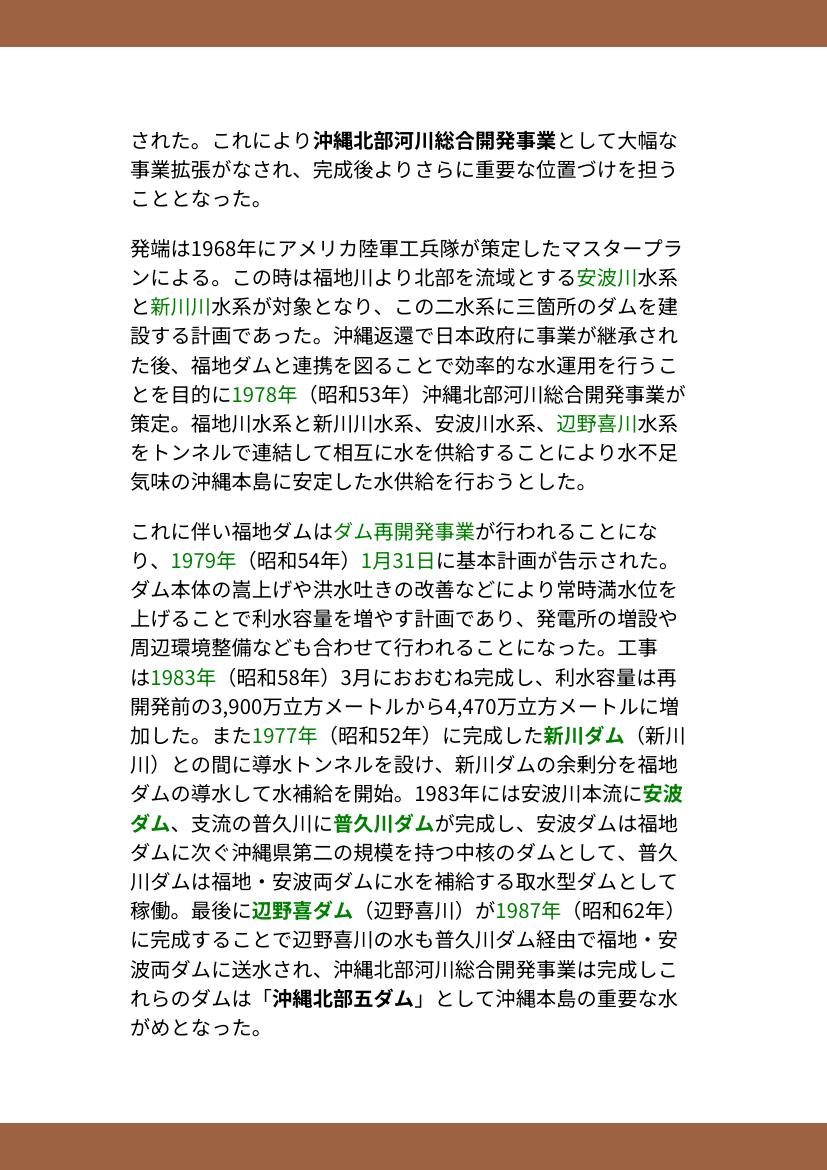 された。これにより沖縄北部河川総合開発事業として大幅な
事業拡張がなされ、完成後よりさらに重要な位置づけを担う
こととなった。
発端は1968年にアメリカ陸軍工兵隊が策定したマスタープラ
ンによる。この時は福地川より北部を流域とする安波川水系
と新川川水系が対象となり、この二水系に三箇所のダムを建
設する計画であった。沖縄返還で日本政府に事業が継承され
た後、福地ダムと連携を図ることで効率的な水運用を行うこ
とを目的に1978年（昭和53年）沖縄北部河川総合開発事業が
策定。福地川水系と新川川水系、安波川水系、辺野喜川水系
をトンネルで連結して相互に水を供給することにより水不足
気味の沖縄本島に安定した水供給を行おうとした。
これに伴い福地ダムはダム再開発事業が行われることにな
り、1979年（昭和54年）1月31日に基本計画が告示された。
ダム本体の嵩上げや洪水吐きの改善などにより常時満水位を
上げることで利水容量を増やす計画であり、発電所の増設や
周辺環境整備なども合わせて行われることになった。工事
は1983年（昭和58年）3月におおむね完成し、利水容量は再
開発前の3,900万立方メートルから4,470万立方メートルに増
加した。また1977年（昭和52年）に完成した新川ダム（新川
川）との間に導水トンネルを設け、新川ダムの余剰分を福地
ダムの導水して水補給を開始。1983年には安波川本流に安波
ダム、支流の普久川に普久川ダムが完成し、安波ダムは福地
ダムに次ぐ沖縄県第二の規模を持つ中核のダムとして、普久
川ダムは福地・安波両ダムに水を補給する取水型ダムとして
稼働。最後に辺野喜ダム（辺野喜川）が1987年（昭和62年）
に完成することで辺野喜川の水も普久川ダム経由で福地・安
波両ダムに送水され、沖縄北部河川総合開発事業は完成しこ
れらのダムは「沖縄北部五ダム」として沖縄本島の重要な水
がめとなった。